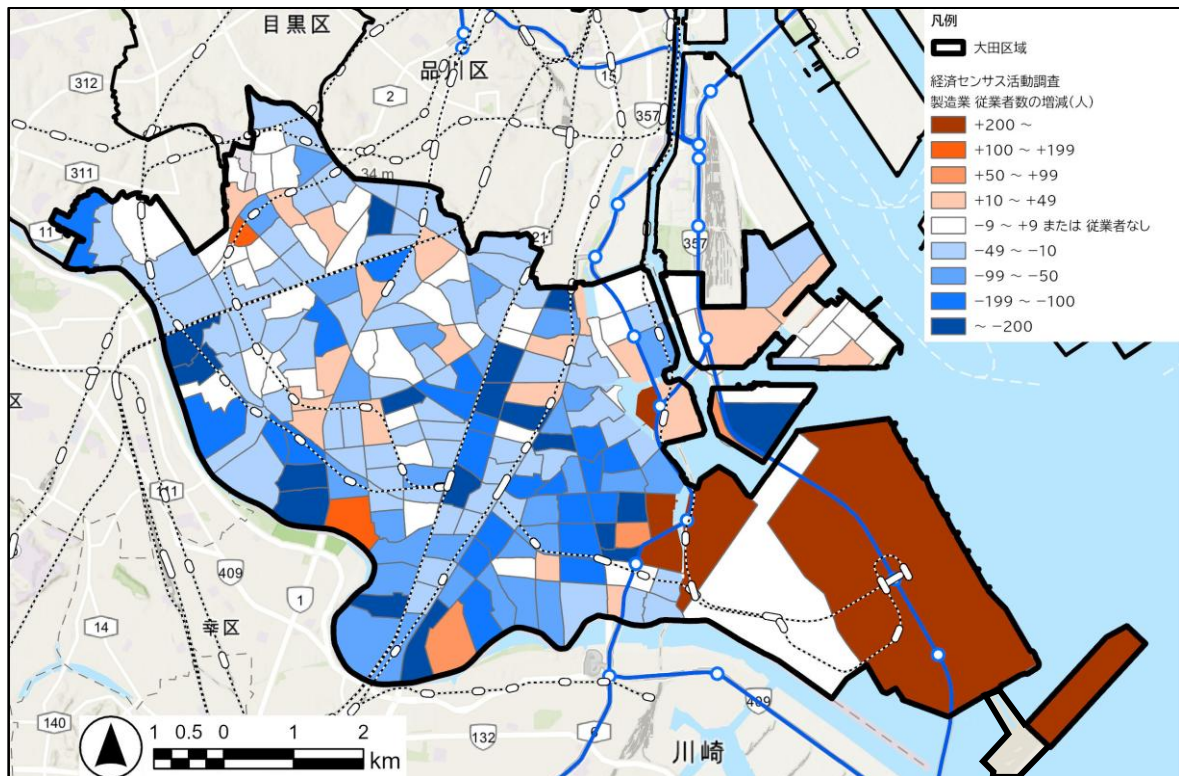 目黒区
312
品川区
15
2
357
311
34 m
11
21
357
区
111
409
1
幸区
14
140
132
6
409
川崎
1 0.5 0 1 2
km
凡例
大田区域
経済センサス活動調査
製造業 従業者数の増減(人)
+200 ~
+100 ~ +199
+50 ~ +99
+10 ~ +49
-9 ~ +9 または 従業者なし
-49 ~ -10
-99 ~ -50
-199 ~ -100
~ -200